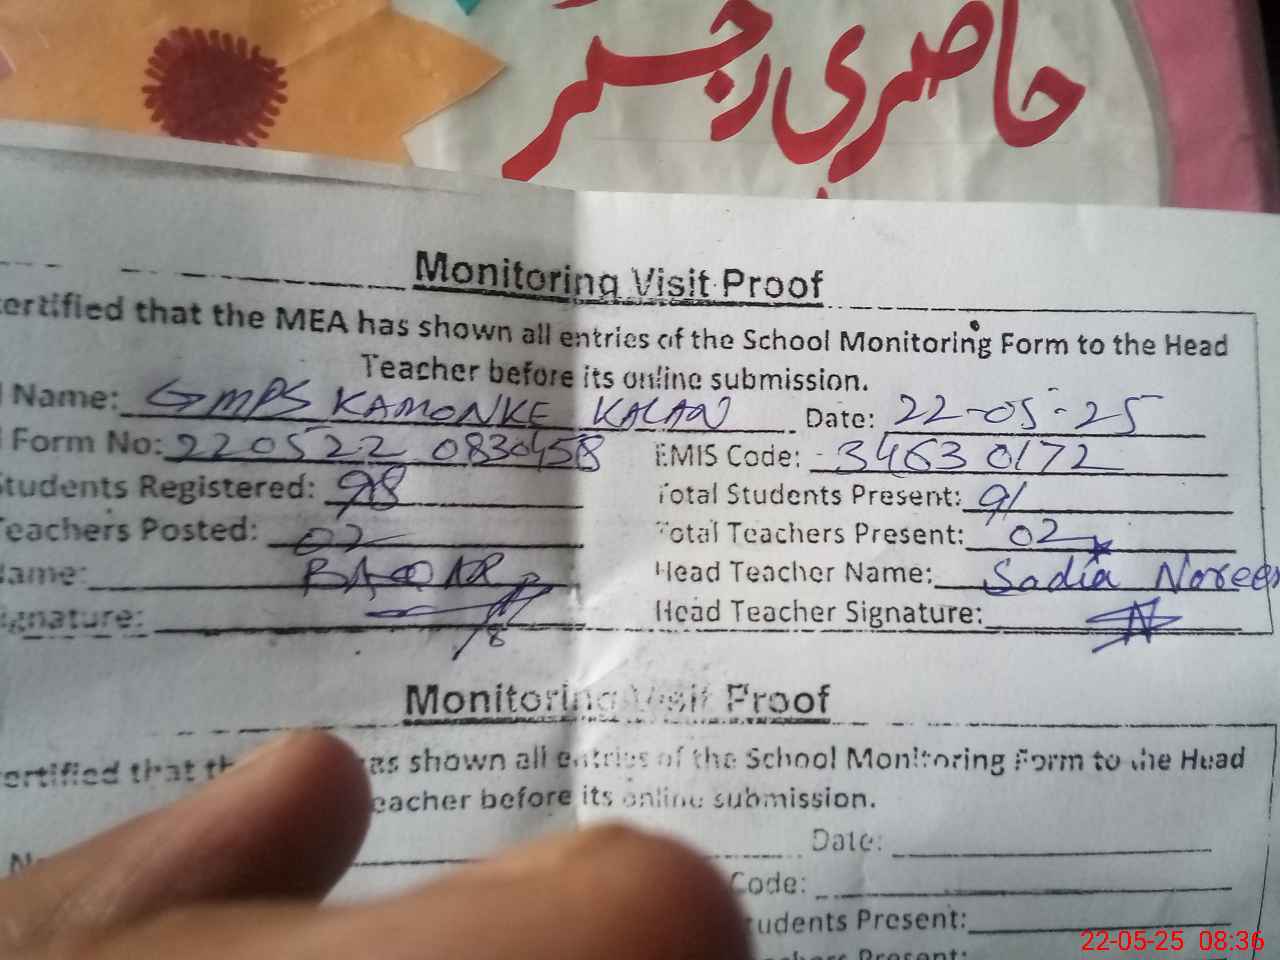 حاضری رجسٹر
Monitoring Visit Proof
ertified that the MEA has shown all entries of the School Monitoring Form to the Head
Teacher before its online submission.
l Name: GMPS KAMONKE KALAN Date: 22-05-25
l Form No: 220522 0830458 EMIS Code: 34630172
tudents Registered: 98 Total Students Present: 91
eachers Posted: 02 Total Teachers Present: 02
ame: BAQAR Head Teacher Name: Sadia Noreen
gnature: Head Teacher Signature:
Monitoring Visit Proof
ertified that th as shown all entries of the School Monitoring Form to the Head
eacher before its online submission.
N Date:
Code:
tudents Present:
chers Present:
22-05-25 08:36